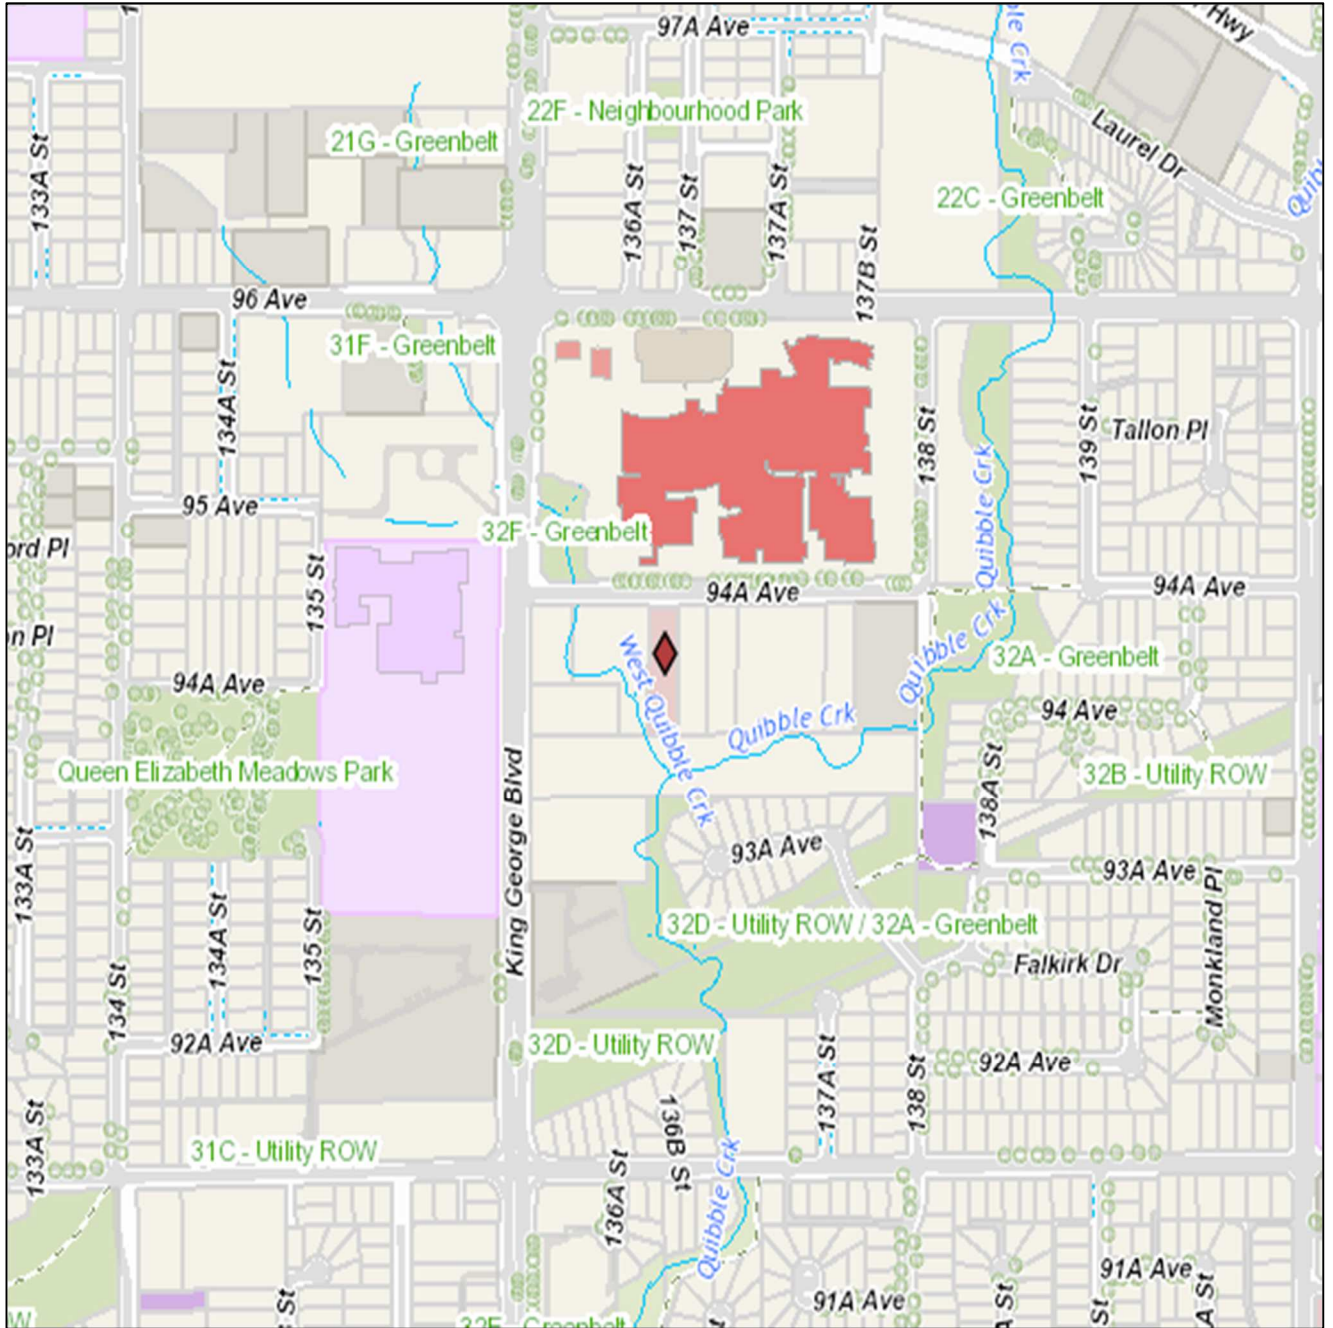 97A Ave
Hwy
22F - Neighbourhood Park
21G - Greenbelt
Laurel Dr
133A St
136A St
137 St
137A St
22C - Greenbelt
137B St
96 Ave
31F - Greenbelt
134A St
138 St
139 St
Tallon Pl
Quibble Crk
95 Ave
32F - Greenbelt
ord Pl
135 St
94A Ave
94A Ave
n Pl
West Quibble Crk
Quibble Crk
32A - Greenbelt
94A Ave
94 Ave
Quibble Crk
Queen Elizabeth Meadows Park
King George Blvd
138A St
32B - Utility ROW
93A Ave
93A Ave
133A St
134A St
135 St
32D - Utility ROW / 32A - Greenbelt
Monkland Pl
Falkirk Dr
134 St
92A Ave
32D - Utility ROW
137A St
138 St
92A Ave
133A St
31C - Utility ROW
136B St
136A St
Quibble Crk
91A Ave
91A Ave
St
A St
St
A St
32E - Greenbelt
W